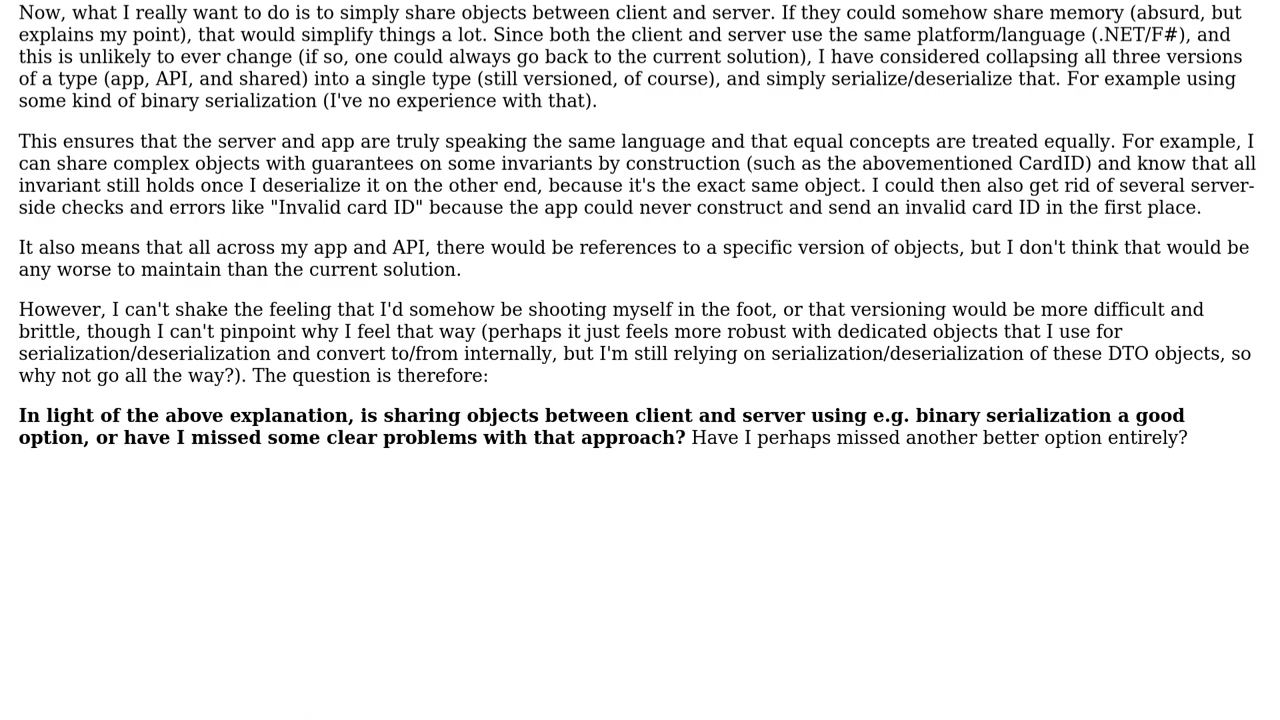 Now, what I really want to do is to simply share objects between client and server. If they could somehow share memory (absurd, but
explains my point), that would simplify things a lot. Since both the client and server use the same platform/language (.NET/F#), and
this is unlikely to ever change (if so, one could always go back to the current solution), I have considered collapsing all three versions
of a type (app, API, and shared) into a single type (still versioned, of course), and simply serialize/deserialize that. For example using
some kind of binary serialization (I've no experience with that).
This ensures that the server and app are truly speaking the same language and that equal concepts are treated equally. For example, I
can share complex objects with guarantees on some invariants by construction (such as the abovementioned CardID) and know that all
invariant still holds once I deserialize it on the other end, because it's the exact same object. I could then also get rid of several server-
side checks and errors like "Invalid card ID" because the app could never construct and send an invalid card ID in the first place.
It also means that all across my app and API, there would be references to a specific version of objects, but I don't think that would be
any worse to maintain than the current solution.
However, I can't shake the feeling that I'd somehow be shooting myself in the foot, or that versioning would be more difficult and
brittle, though I can't pinpoint why I feel that way (perhaps it just feels more robust with dedicated objects that I use for
serialization/deserialization and convert to/from internally, but I'm still relying on serialization/deserialization of these DTO objects, so
why not go all the way?). The question is therefore:
In light of the above explanation, is sharing objects between client and server using e.g. binary serialization a good
option, or have I missed some clear problems with that approach? Have I perhaps missed another better option entirely?